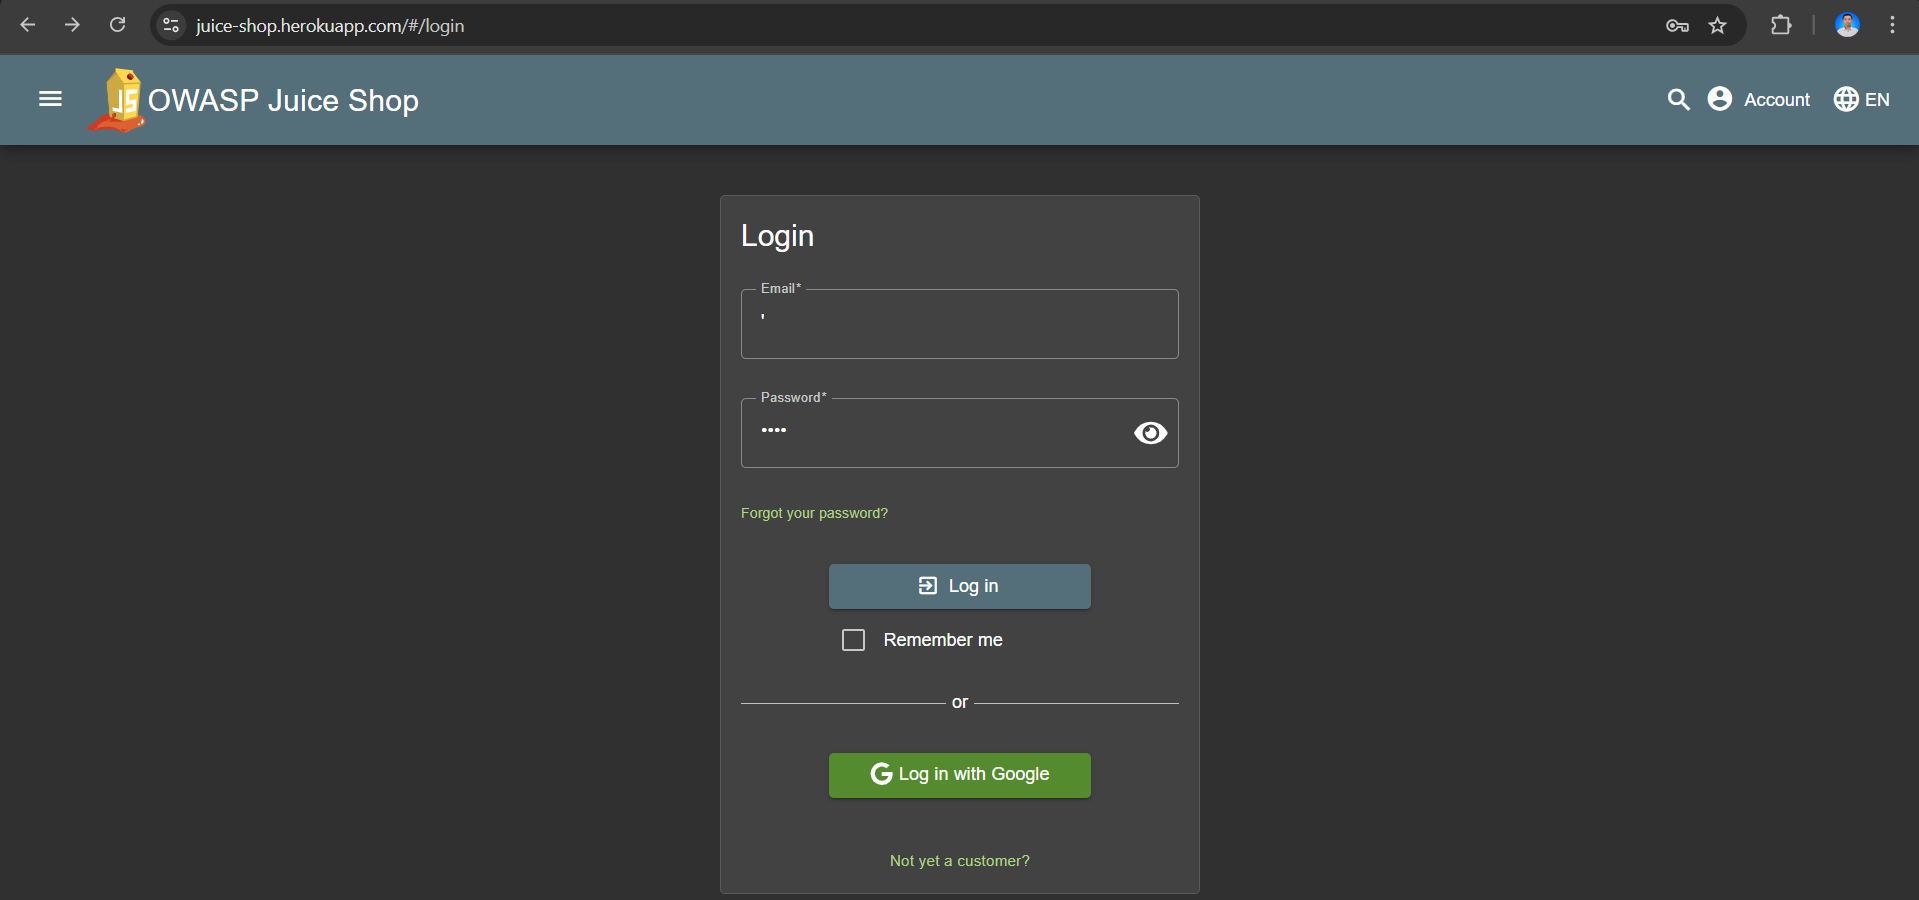 juice-shop.herokuapp.com/#/login
JS OWASP Juice Shop
Account EN
Login
Email*
'
Password*
••••
Forgot your password?
Log in
Remember me
or
G Log in with Google
Not yet a customer?